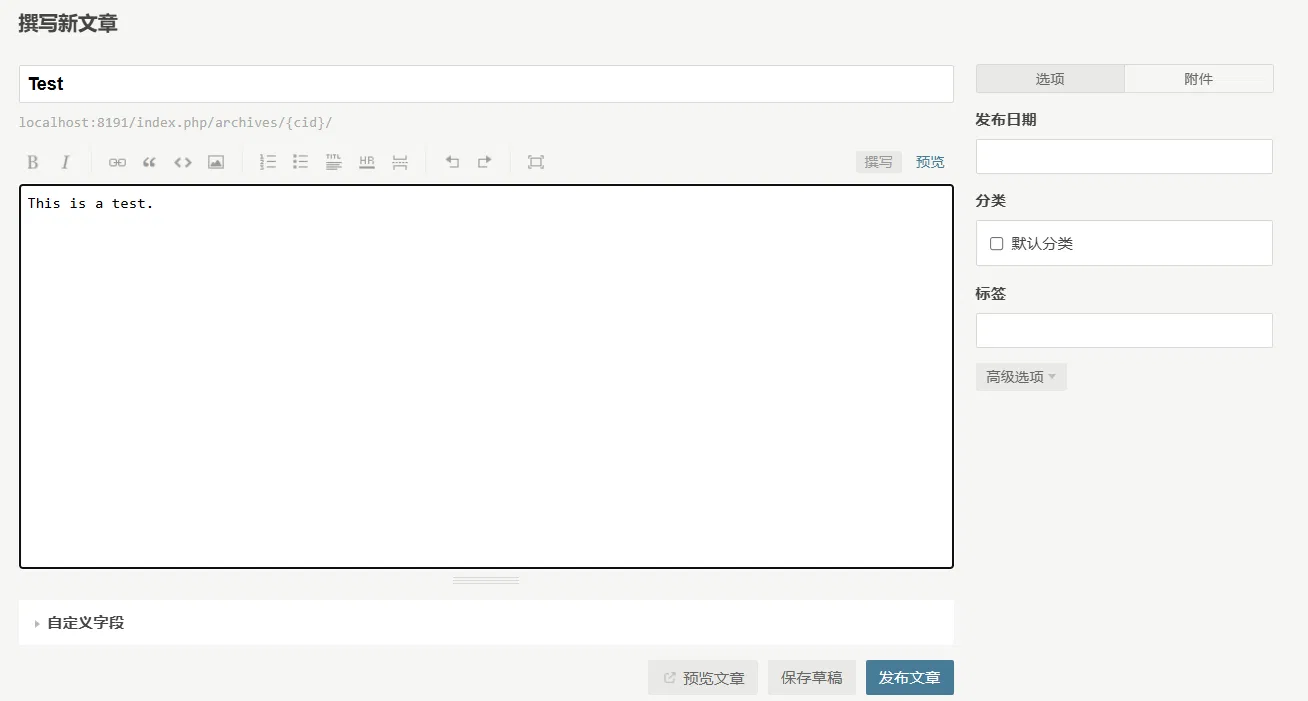 撰写新文章
Test
localhost:8191/index.php/archives/{cid}/
B I TITL HR 撰写 预览
This is a test.
自定义字段
预览文章 保存草稿 发布文章
选项 附件
发布日期
分类
默认分类
标签
高级选项